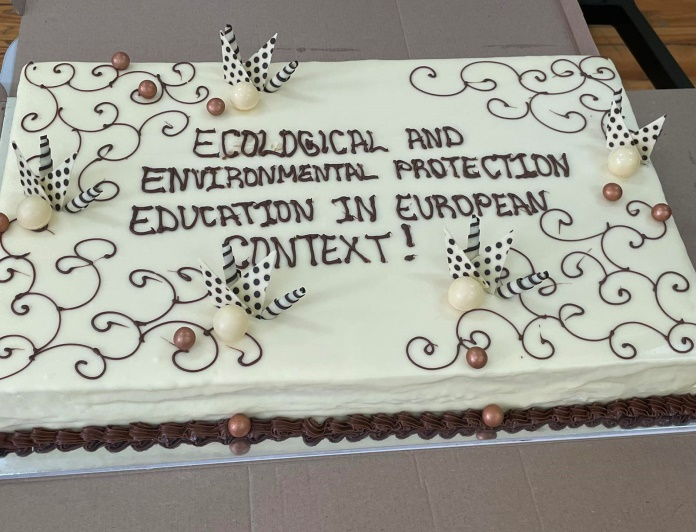 ECOLOGICAL AND
ENVIRONMENTAL PROTECTION
EDUCATION IN EUROPEAN
CONTEXT!